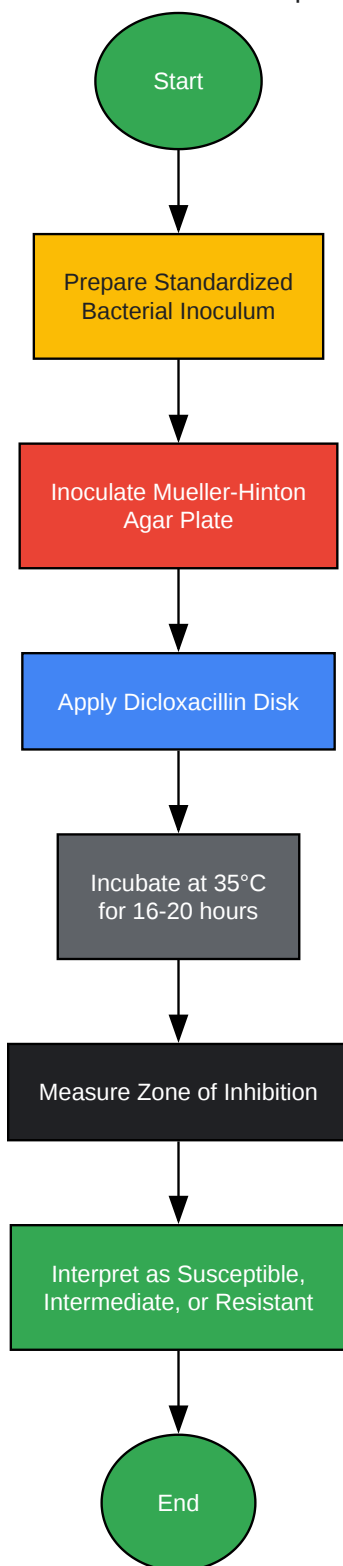 Start
Prepare Standardized
Bacterial Inoculum
Inoculate Mueller-Hinton
Agar Plate
Apply Dicloxacillin Disk
Incubate at 35°C
for 16-20 hours
Measure Zone of Inhibition
Interpret as Susceptible,
Intermediate, or Resistant
End